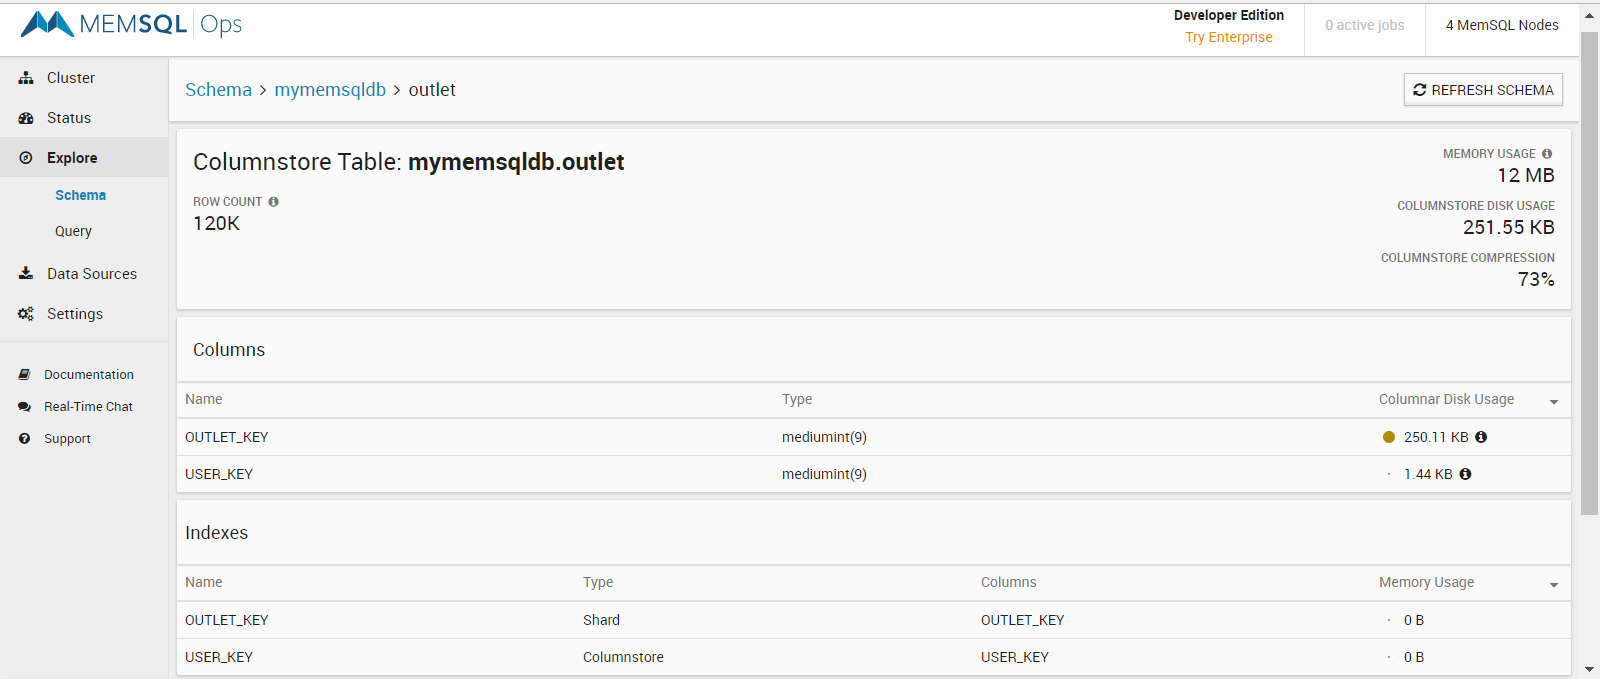 MEMSQL Ops
Developer Edition
Try Enterprise
0 active jobs
4 MemSQL Nodes
Cluster
Status
Explore
Schema
Query
Data Sources
Settings
Documentation
Real-Time Chat
Support
Schema > mymemsqldb > outlet
REFRESH SCHEMA
Columnstore Table: mymemsqldb.outlet
ROW COUNT
120K
MEMORY USAGE
12 MB
COLUMNSTORE DISK USAGE
251.55 KB
COLUMNSTORE COMPRESSION
73%
Columns
Name Type Columnar Disk Usage
OUTLET_KEY mediumint(9) 250.11 KB
USER_KEY mediumint(9) 1.44 KB
Indexes
Name Type Columns Memory Usage
OUTLET_KEY Shard OUTLET_KEY 0 B
USER_KEY Columnstore USER_KEY 0 B